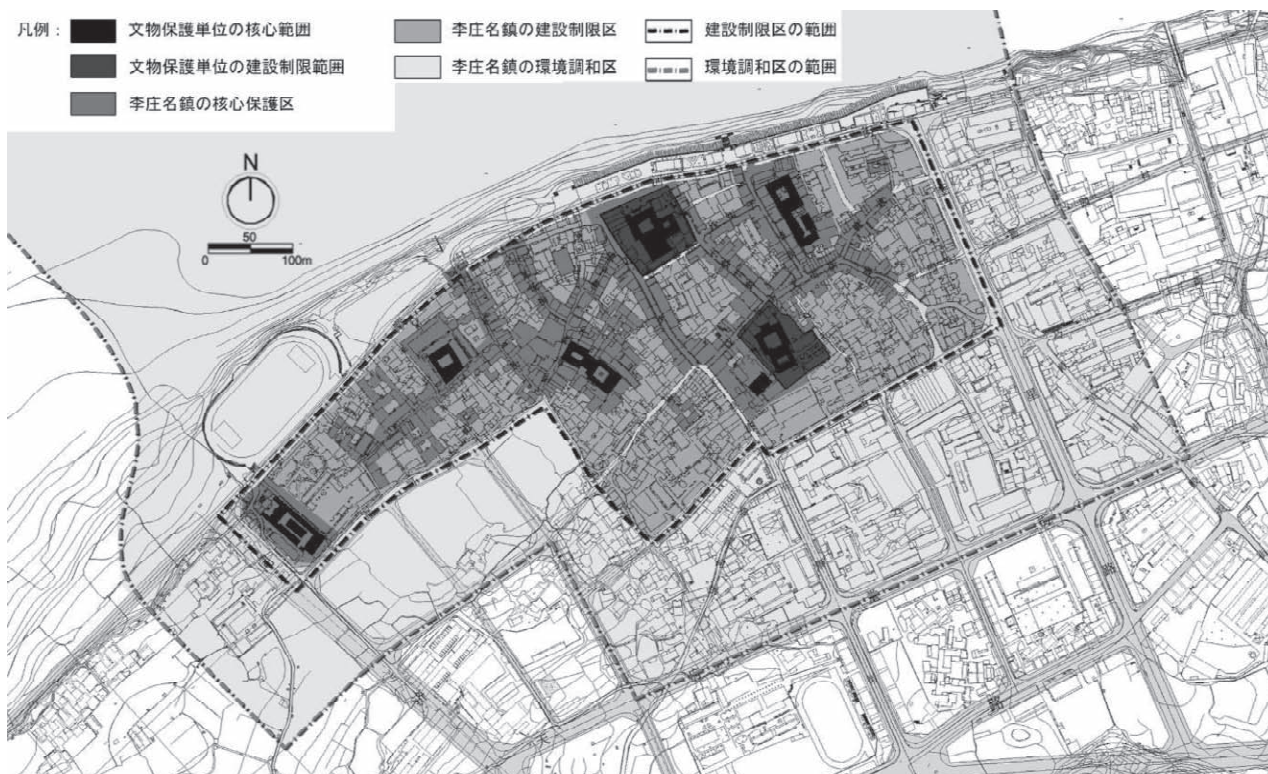 凡例：
文物保護単位の核心範囲
文物保護単位の建設制限範囲
李庄名鎮の核心保護区
李庄名鎮の建設制限区
李庄名鎮の環境調和区
建設制限区の範囲
環境調和区の範囲
N
50
0 100m